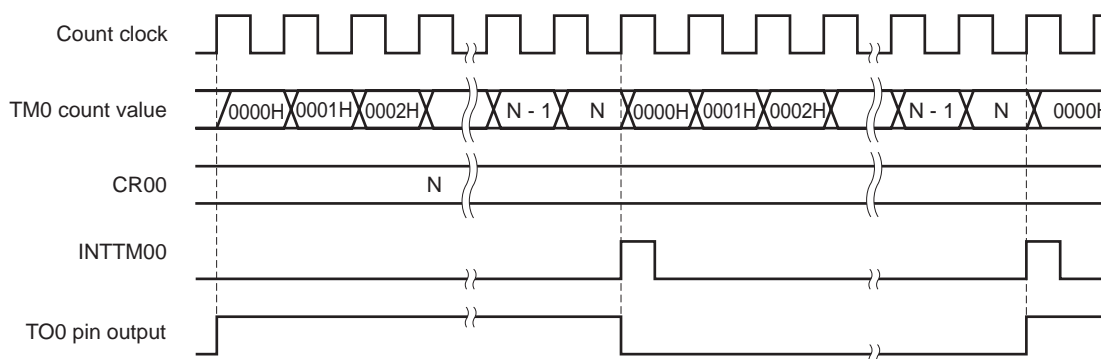 Count clock
TM0 count value 0000H 0001H 0002H N - 1 N 0000H 0001H 0002H N - 1 N 0000H
CR00 N
INTTM00
TO0 pin output